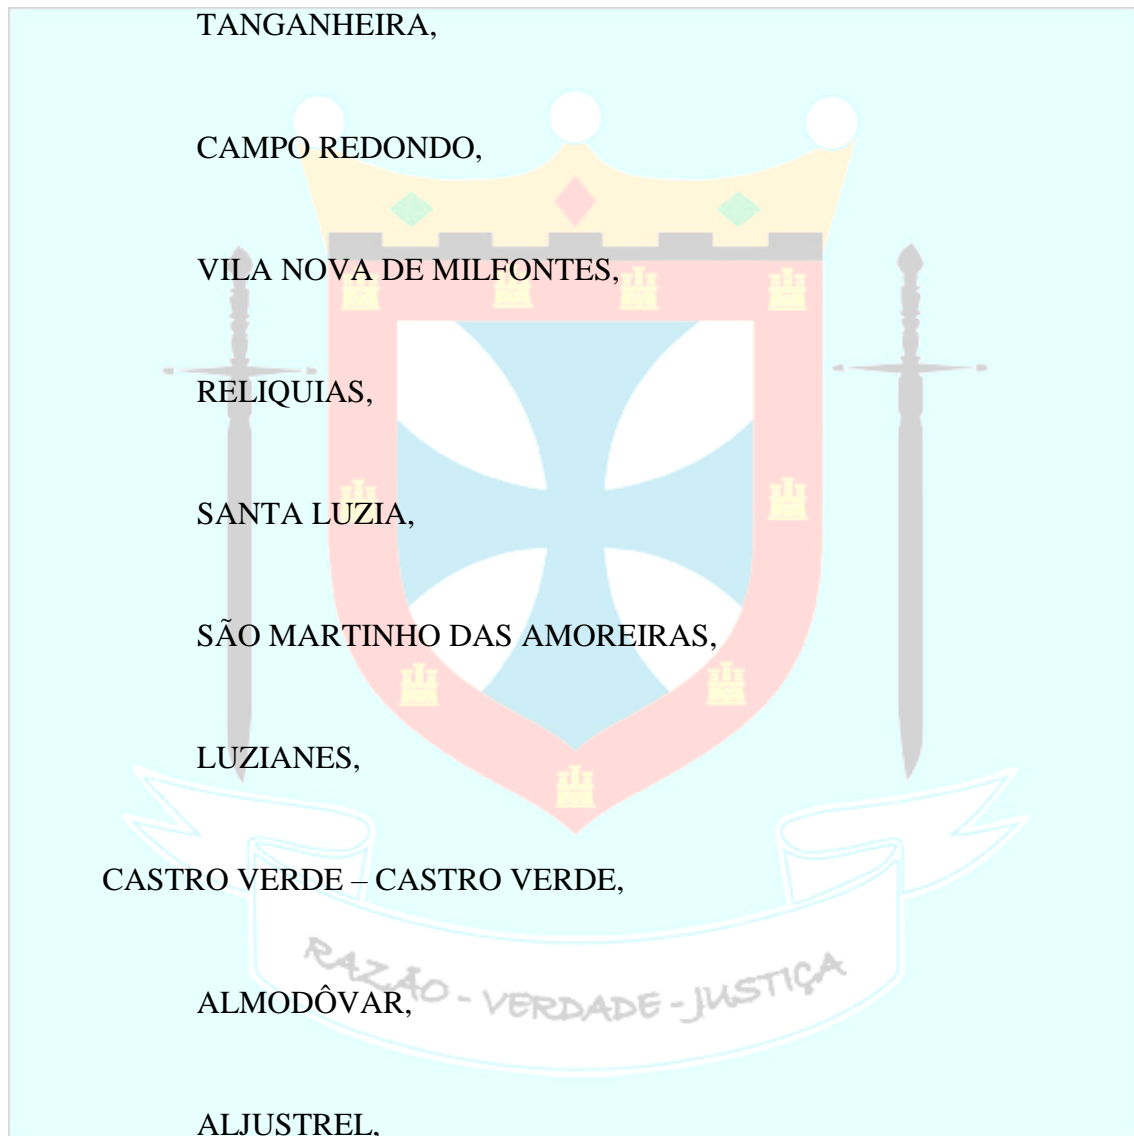 TANGANHEIRA,
CAMPO REDONDO,
VILA NOVA DE MILFONTES,
RELIQUIAS,
SANTA LUZIA,
SÃO MARTINHO DAS AMOREIRAS,
LUZIANES,
CASTRO VERDE – CASTRO VERDE,
RAZÃO - VERDADE - JUSTIÇA
ALMODÔVAR,
ALJUSTREL,